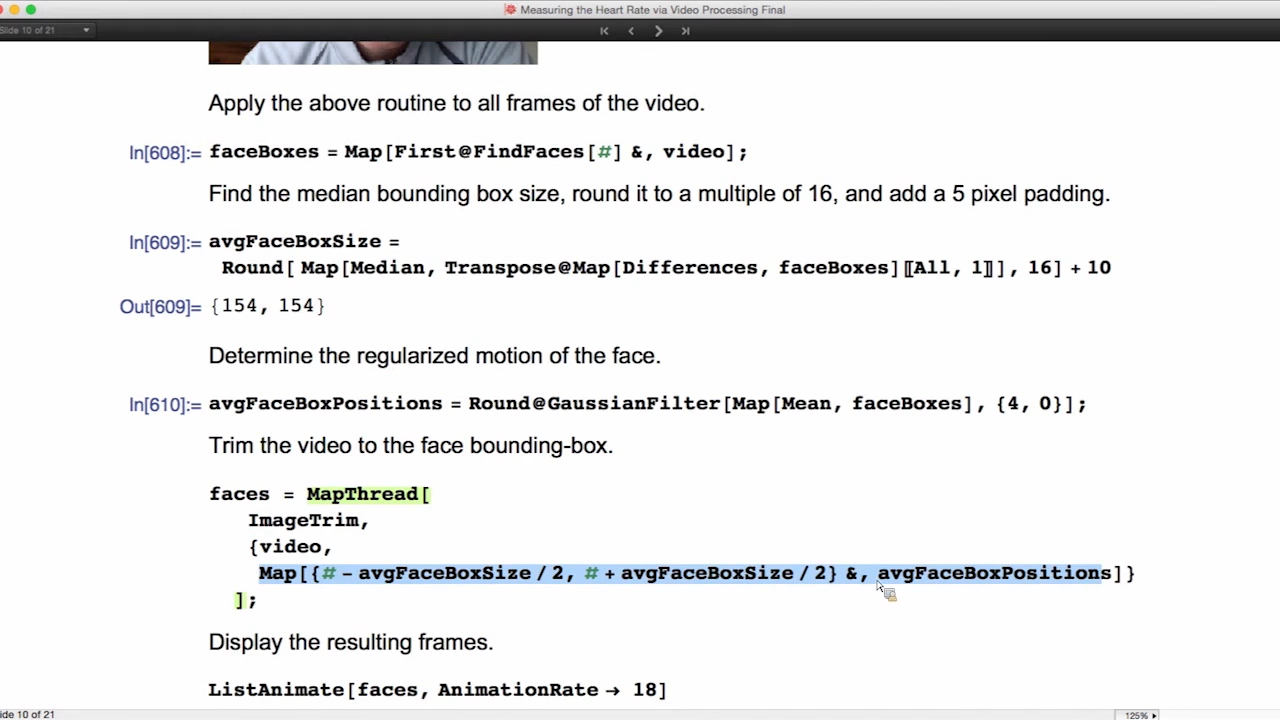 Measuring the Heart Rate via Video Processing Final
Slide 10 of 21
Apply the above routine to all frames of the video.
In[608]:= faceBoxes = Map[First@FindFaces[#] &, video];
Find the median bounding box size, round it to a multiple of 16, and add a 5 pixel padding.
In[609]:= avgFaceBoxSize =
Round[ Map[Median, Transpose@Map[Differences, faceBoxes]〚All, 1〛], 16] + 10
Out[609]= {154, 154}
Determine the regularized motion of the face.
In[610]:= avgFaceBoxPositions = Round@GaussianFilter[Map[Mean, faceBoxes], {4, 0}];
Trim the video to the face bounding-box.
faces = MapThread[
ImageTrim,
{video,
Map[{# - avgFaceBoxSize / 2, # + avgFaceBoxSize / 2} &, avgFaceBoxPositions]}
];
Display the resulting frames.
ListAnimate[faces, AnimationRate → 18]
Slide 10 of 21
125%